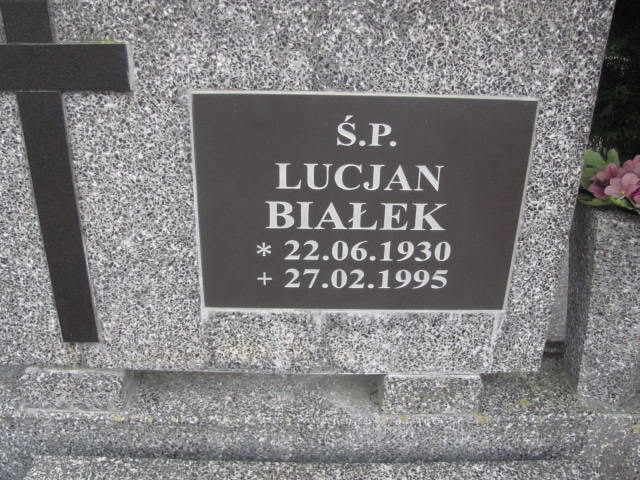 Ś.P.
LUCJAN
BIAŁEK
* 22.06.1930
+ 27.02.1995